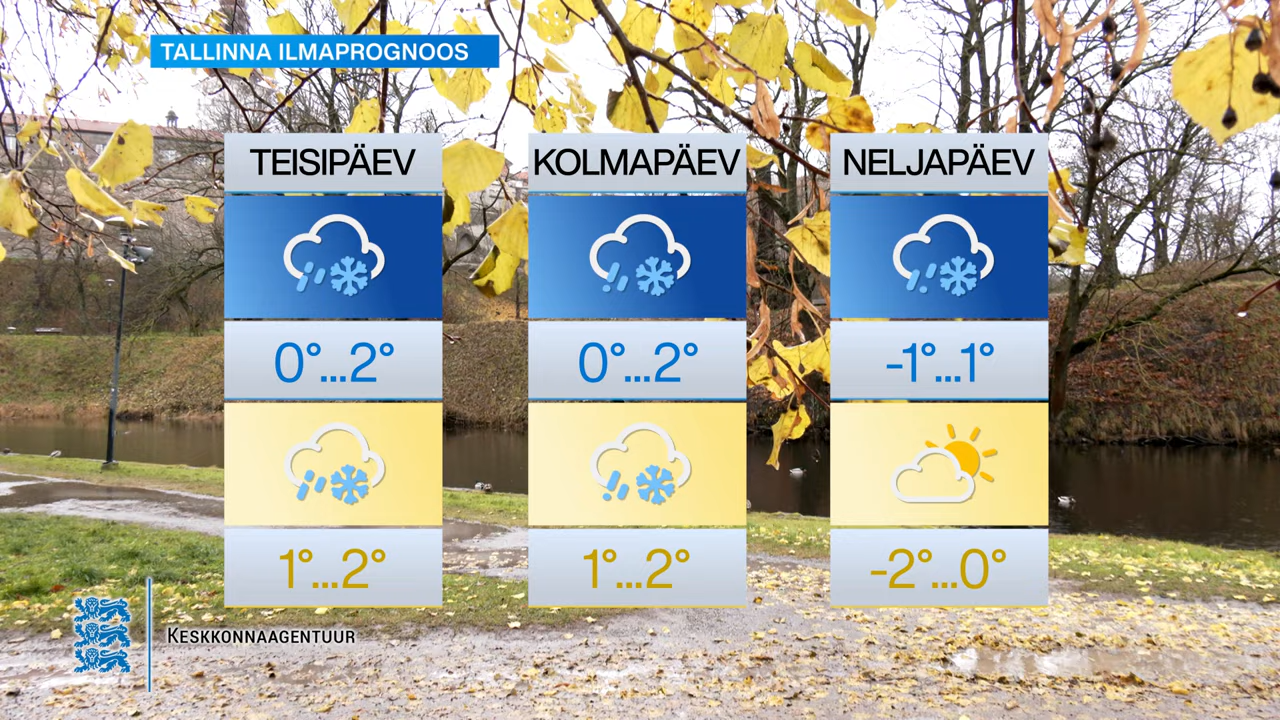 TALLINNA ILMAPROGNOOS
TEISIPÄEV
0°...2°
1°...2°
KOLMAPÄEV
0°...2°
1°...2°
NELJAPÄEV
-1°...1°
-2°...0°
KESKKONNAAGENTUUR